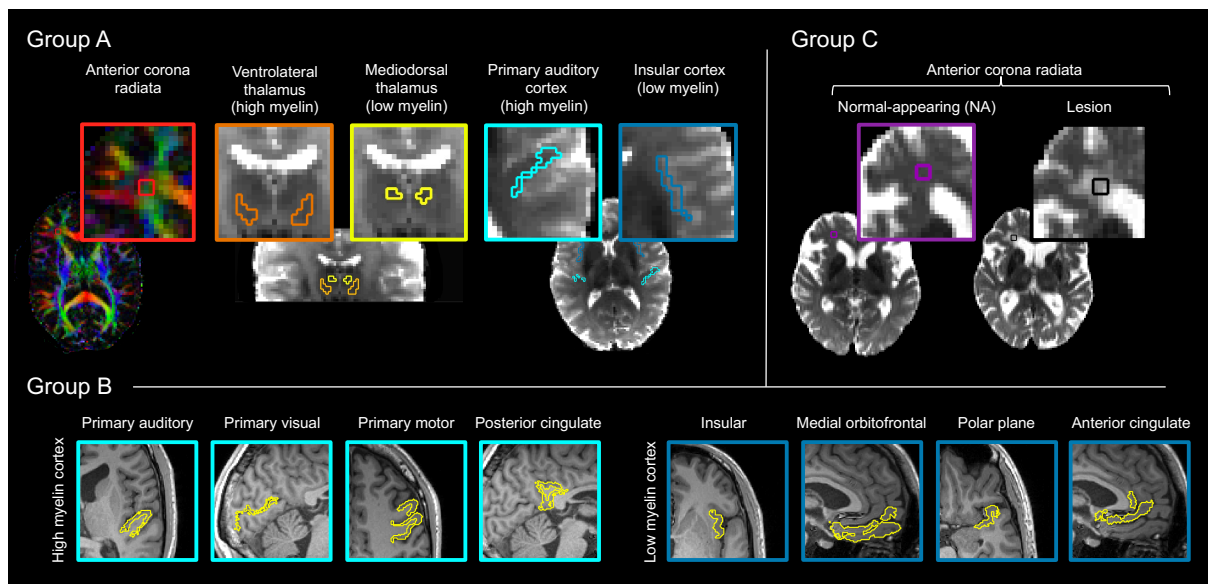 Group A
Anterior corona
radiata
Ventrolateral
thalamus
(high myelin)
Mediodorsal
thalamus
(low myelin)
Primary auditory
cortex
(high myelin)
Insular cortex
(low myelin)
Group C
Anterior corona radiata
Normal-appearing (NA)
Lesion
Group B
High myelin cortex
Primary auditory
Primary visual
Primary motor
Posterior cingulate
Low myelin cortex
Insular
Medial orbitofrontal
Polar plane
Anterior cingulate